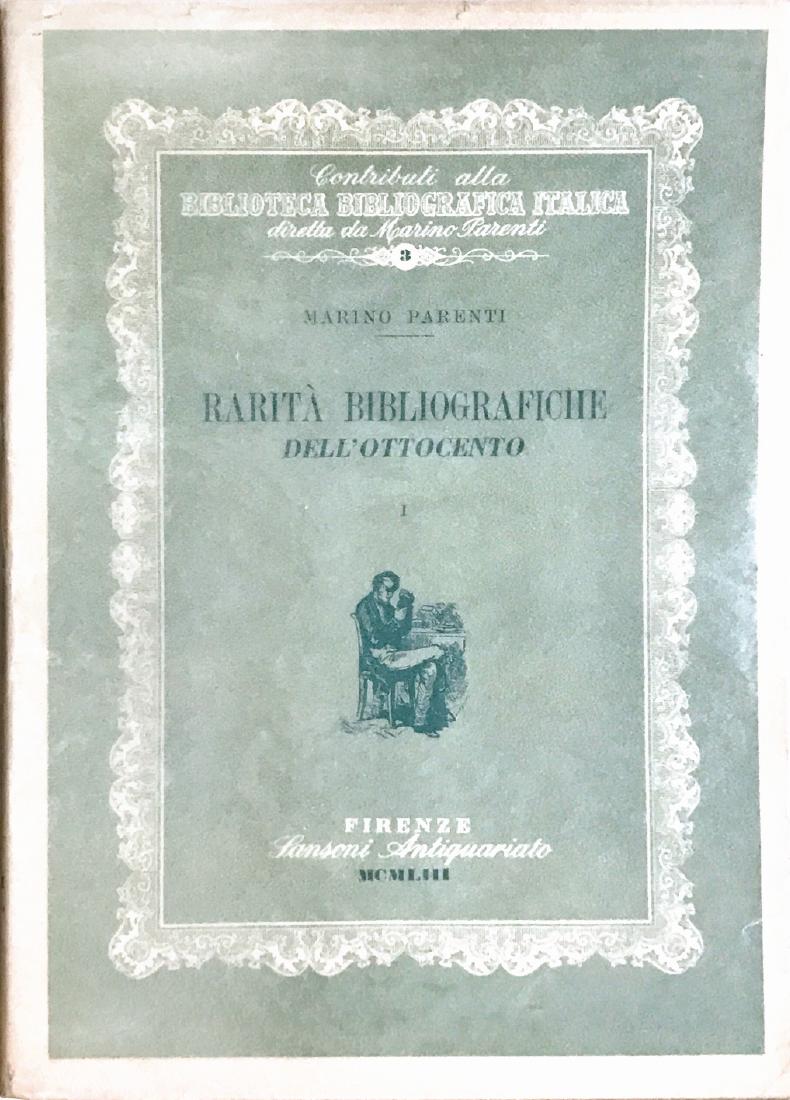 Contributi alla
BIBLIOTECA BIBLIOGRAFICA ITALICA
diretta da Marino Parenti
3
MARINO PARENTI
RARITÀ BIBLIOGRAFICHE
DELL'OTTOCENTO
I
FIRENZE
Sansoni Antiquariato
MCMLIII